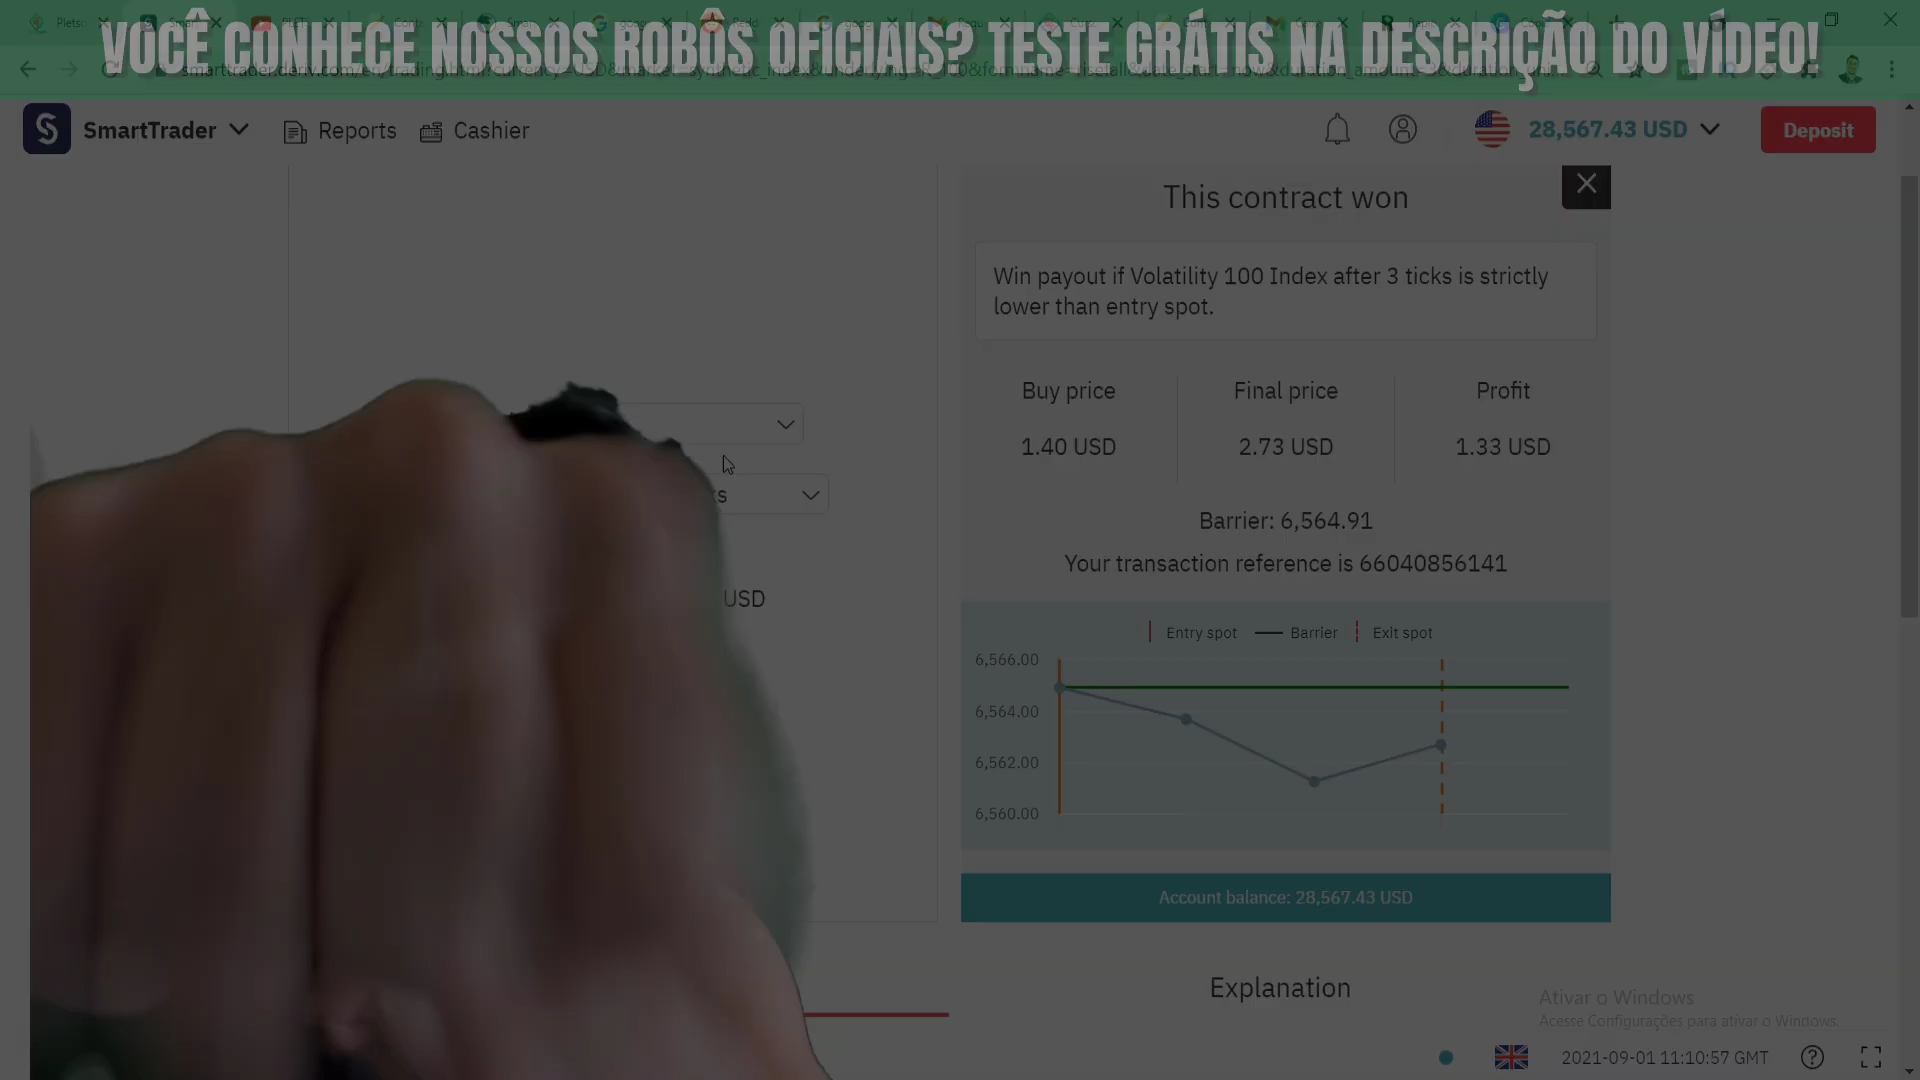 VOCÊ CONHECE NOSSOS ROBÔS OFICIAIS? TESTE GRÁTIS NA DESCRIÇÃO DO VÍDEO!
SmartTrader
Reports
Cashier
28,567.43 USD
Deposit
This contract won
Win payout if Volatility 100 Index after 3 ticks is strictly
lower than entry spot.
Buy price
Final price
Profit
1.40 USD
2.73 USD
1.33 USD
Barrier: 6,564.91
Your transaction reference is 66040856141
USD
Entry spot
Barrier
Exit spot
6,566.00
6,564.00
6,562.00
6,560.00
Account balance: 28,567.43 USD
Explanation
Ativar o Windows
Acesse Configurações para ativar o Windows.
2021-09-01 11:10:57 GMT